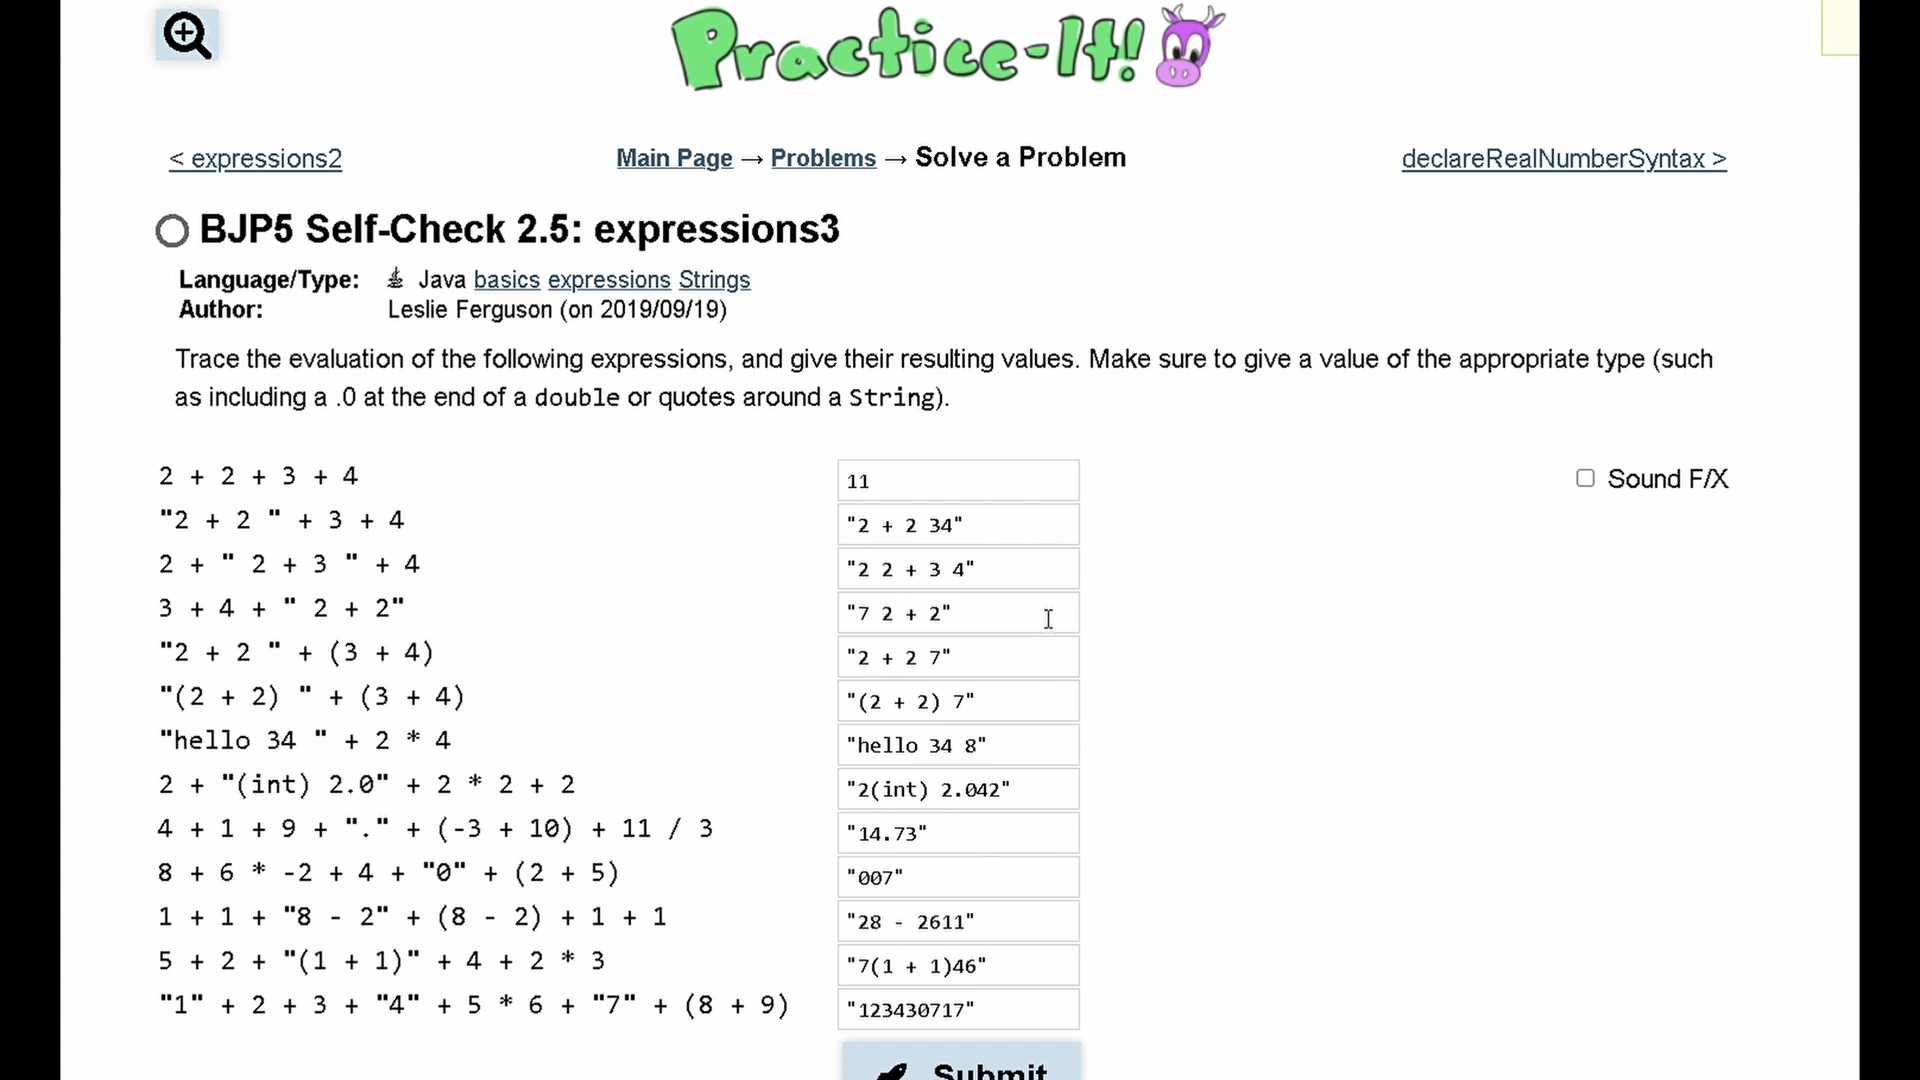 Practice-It!
< expressions2
Main Page → Problems → Solve a Problem
declareRealNumberSyntax >
BJP5 Self-Check 2.5: expressions3
Language/Type: Java basics expressions Strings
Author: Leslie Ferguson (on 2019/09/19)
Trace the evaluation of the following expressions, and give their resulting values. Make sure to give a value of the appropriate type (such
as including a .0 at the end of a double or quotes around a String).
2 + 2 + 3 + 4 11
Sound F/X
"2 + 2 " + 3 + 4 "2 + 2 34"
2 + " 2 + 3 " + 4 "2 2 + 3 4"
3 + 4 + " 2 + 2" "7 2 + 2"
"2 + 2 " + (3 + 4) "2 + 2 7"
"(2 + 2) " + (3 + 4) "(2 + 2) 7"
"hello 34 " + 2 * 4 "hello 34 8"
2 + "(int) 2.0" + 2 * 2 + 2 "2(int) 2.042"
4 + 1 + 9 + "." + (-3 + 10) + 11 / 3 "14.73"
8 + 6 * -2 + 4 + "0" + (2 + 5) "007"
1 + 1 + "8 - 2" + (8 - 2) + 1 + 1 "28 - 2611"
5 + 2 + "(1 + 1)" + 4 + 2 * 3 "7(1 + 1)46"
"1" + 2 + 3 + "4" + 5 * 6 + "7" + (8 + 9) "123430717"
Submit